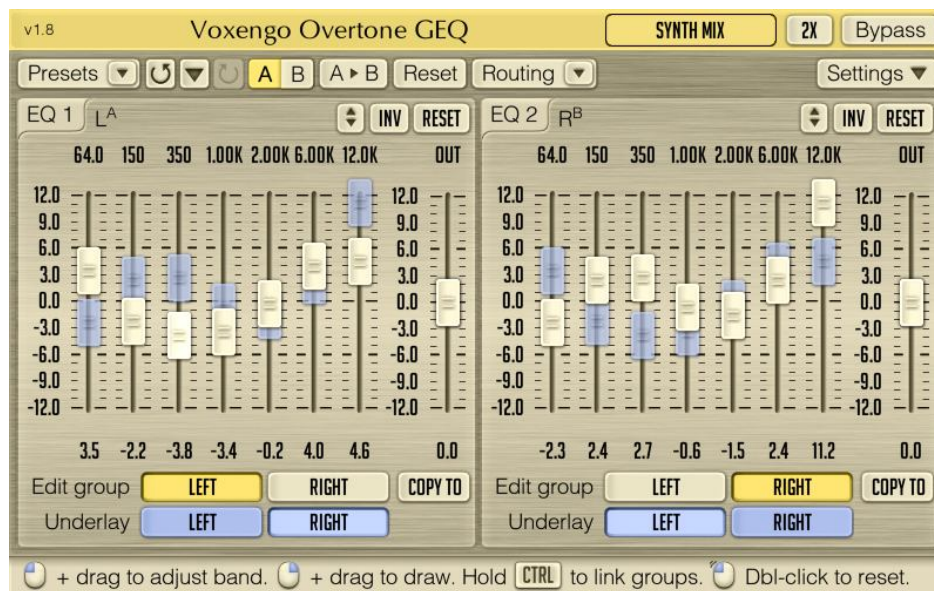 v1.8 Voxengo Overtone GEQ SYNTH MIX 2X Bypass
Presets A B A ▸ B Reset Routing Settings
EQ 1 L^A INV RESET EQ 2 R^B INV RESET
64.0 150 350 1.00K 2.00K 6.00K 12.0K OUT 64.0 150 350 1.00K 2.00K 6.00K 12.0K OUT
12.0 12.0 12.0 12.0
9.0 9.0 9.0 9.0
6.0 6.0 6.0 6.0
3.0 3.0 3.0 3.0
0.0 0.0 0.0 0.0
-3.0 -3.0 -3.0 -3.0
-6.0 -6.0 -6.0 -6.0
-9.0 -9.0 -9.0 -9.0
-12.0 -12.0 -12.0 -12.0
3.5 -2.2 -3.8 -3.4 -0.2 4.0 4.6 0.0 -2.3 2.4 2.7 -0.6 -1.5 2.4 11.2 0.0
Edit group LEFT RIGHT COPY TO Edit group LEFT RIGHT COPY TO
Underlay LEFT RIGHT Underlay LEFT RIGHT
+ drag to adjust band. + drag to draw. Hold CTRL to link groups. Dbl-click to reset.